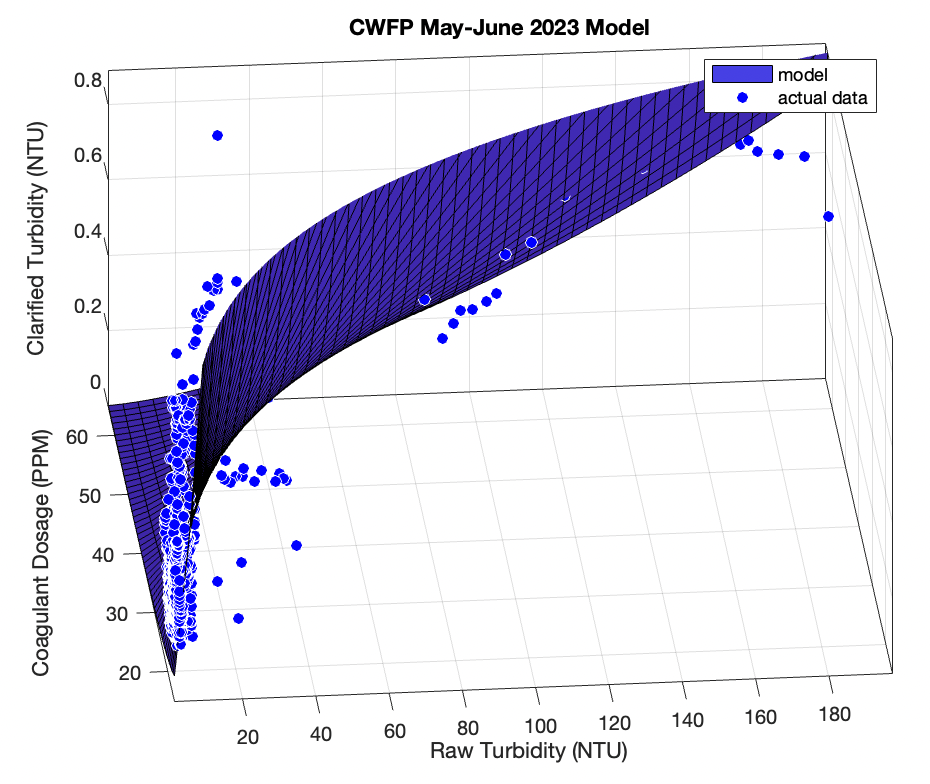 CWFP May-June 2023 Model
model
actual data
Clarified Turbidity (NTU)
0.8
0.6
0.4
0.2
0
Coagulant Dosage (PPM)
60
50
40
30
20
20 40 60 80 100 120 140 160 180
Raw Turbidity (NTU)